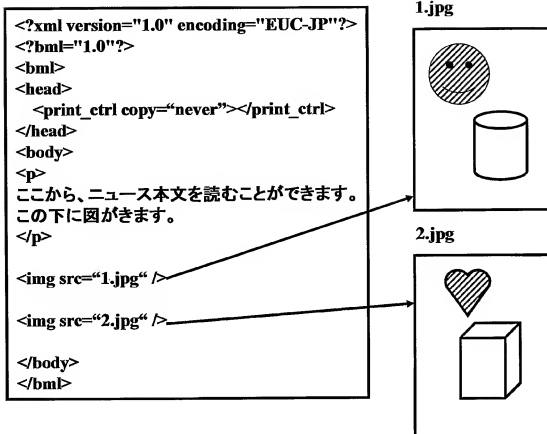 <?xml version="1.0" encoding="EUC-JP"?>
<?bml="1.0"?>
<bml>
<head>
<print_ctrl copy=“never”></print_ctrl>
</head>
<body>
<p>
ここから、ニュース本文を読むことができます。
この下に図がきます。
</p>
<img src=“1.jpg“ />
<img src=“2.jpg“ />
</body>
</bml>
1.jpg
2.jpg